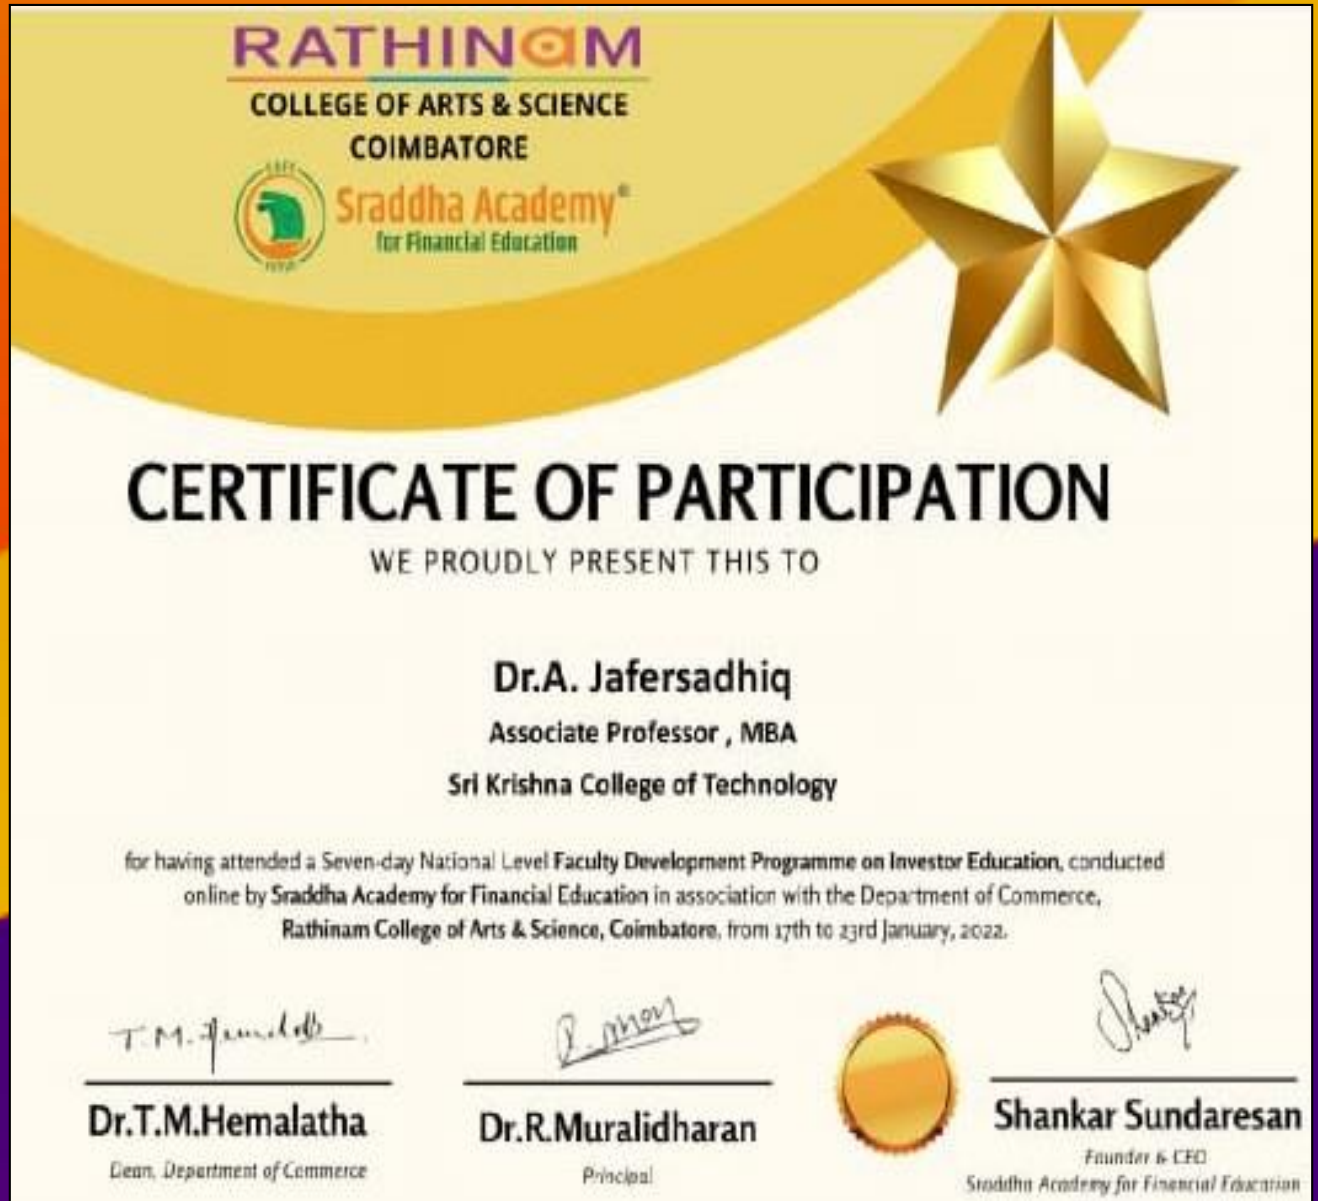 RATHINAM
COLLEGE OF ARTS & SCIENCE
COIMBATORE
Sraddha Academy®
for Financial Education
CERTIFICATE OF PARTICIPATION
WE PROUDLY PRESENT THIS TO
Dr.A. Jafersadhiq
Associate Professor , MBA
Sri Krishna College of Technology
for having attended a Seven-day National Level Faculty Development Programme on Investor Education, conducted
online by Sraddha Academy for Financial Education in association with the Department of Commerce,
Rathinam College of Arts & Science, Coimbatore, from 17th to 23rd January, 2022.
Dr.T.M.Hemalatha
Dean, Department of Commerce
Dr.R.Muralidharan
Principal
Shankar Sundaresan
Founder & CEO
Sraddha Academy for Financial Education